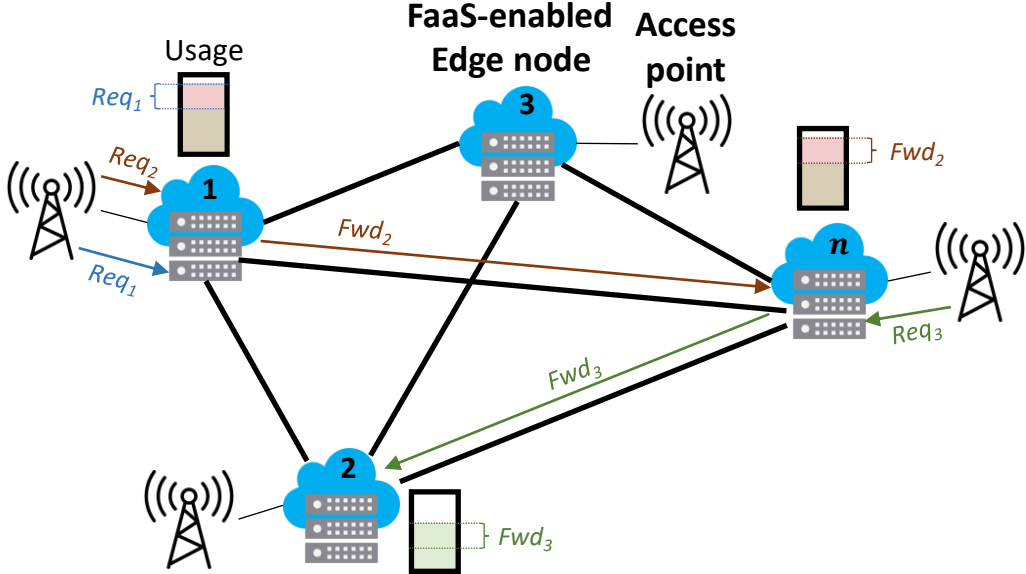 FaaS-enabled
Edge node
Access
point
Usage
Req₁
3
Fwd₂
Req₂
1
Fwd₂
n
Req₁
Req₃
Fwd₃
2
Fwd₃